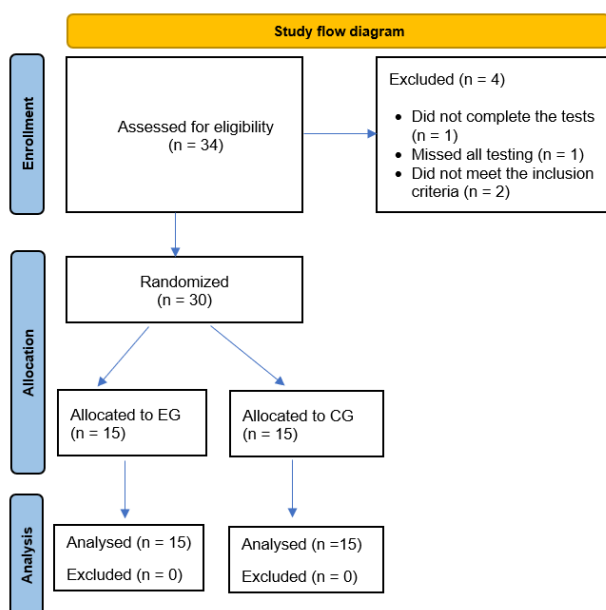 Study flow diagram
Enrollment
Assessed for eligibility
(n = 34)
Excluded (n = 4)
• Did not complete the tests
(n = 1)
• Missed all testing (n = 1)
• Did not meet the inclusion
criteria (n = 2)
Allocation
Randomized
(n = 30)
Allocated to EG
(n = 15)
Allocated to CG
(n = 15)
Analysis
Analysed (n = 15)
Excluded (n = 0)
Analysed (n =15)
Excluded (n = 0)